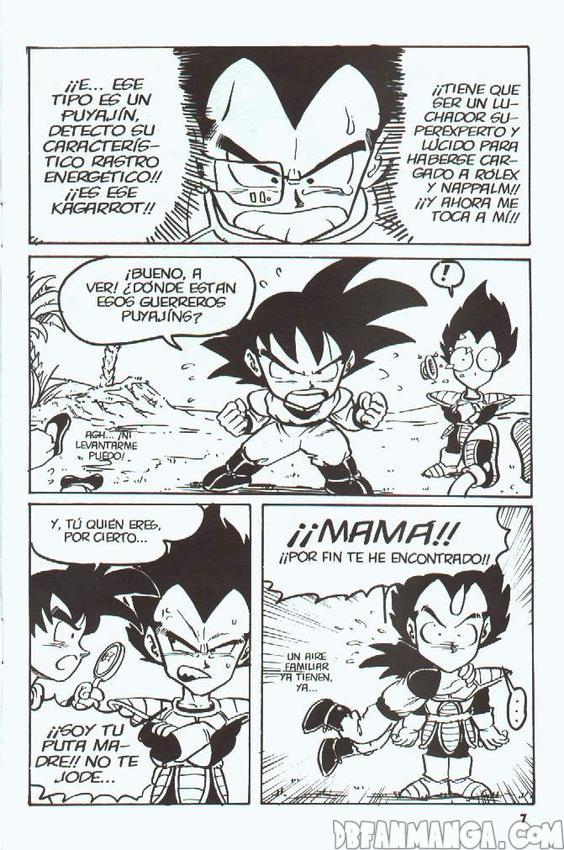 ¡¡E... ESE
TIPO ES UN
PUYAJÍN,
DETECTO SU
CARACTERÍS-
TICO RASTRO
ENERGÉTICO!!
¡¡ES ESE
KAGARROT!!
¡¡TIENE QUE
SER UN LU-
CHADOR SU-
PEREXPERTO Y
LÚCIDO PARA
HABERGE CAR-
GADO A ROLEX
Y NAPPALM!!
¡¡Y AHORA ME
TOCA A MÍ!!
¡BUENO, A
VER! ¿DÓNDE ESTÁN
ESOS GUERREROS
PUYAJÍNS?
!
AGH... ¡NI
LEVANTARME
PUEDO!
Y, TÚ QUIÉN ERES,
POR CIERTO...
¡¡SOY TU
PUTA MA-
DRE!! NO TE
JODE...
¡¡MAMÁ!!
¡¡POR FIN TE HE ENCONTRADO!!
UN AIRE
FAMILIAR
YA TIENEN,
YA...
7
DBFANMANGA.COM